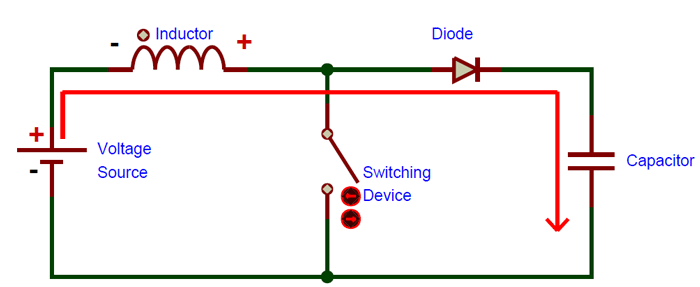 Inductor
Diode
-
+
+
-
Voltage
Source
Switching
Device
Capacitor